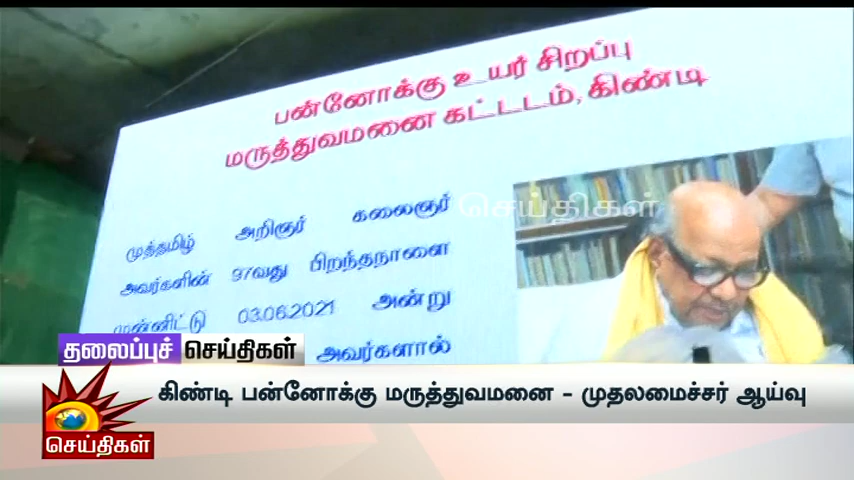 பன்னோக்கு உயர் சிறப்பு
மருத்துவமனை கட்டடம், கிண்டி
செய்திகள்
முத்தமிழ் அறிஞர் கலைஞர்
அவர்களின் 97வது பிறந்தநாளை
முன்னிட்டு 03.06.2021 அன்று
அவர்களால்
தலைப்புச் செய்திகள்
கிண்டி பன்னோக்கு மருத்துவமனை - முதலமைச்சர் ஆய்வு
செய்திகள்